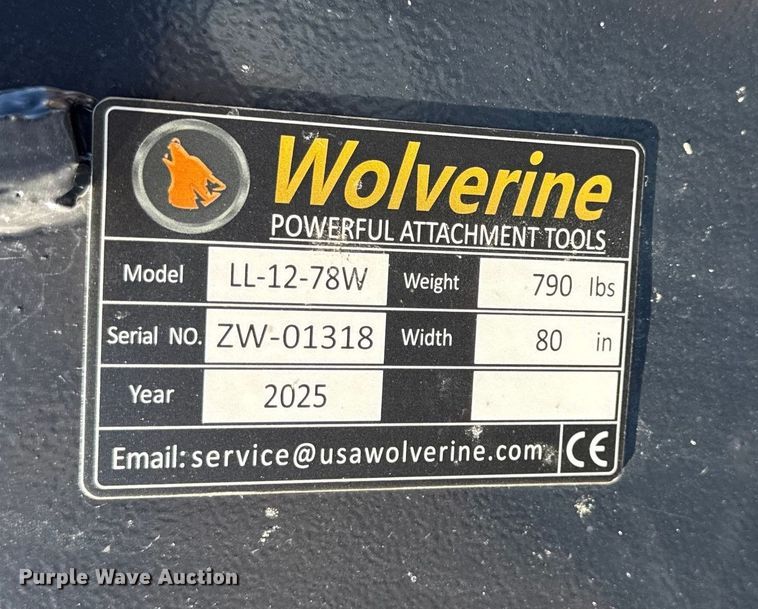 Wolverine
POWERFUL ATTACHMENT TOOLS
Model LL-12-78W Weight 790 lbs
Serial NO. ZW-01318 Width 80 in
Year 2025
Email: service@usawolverine.com CE
Purple Wave Auction